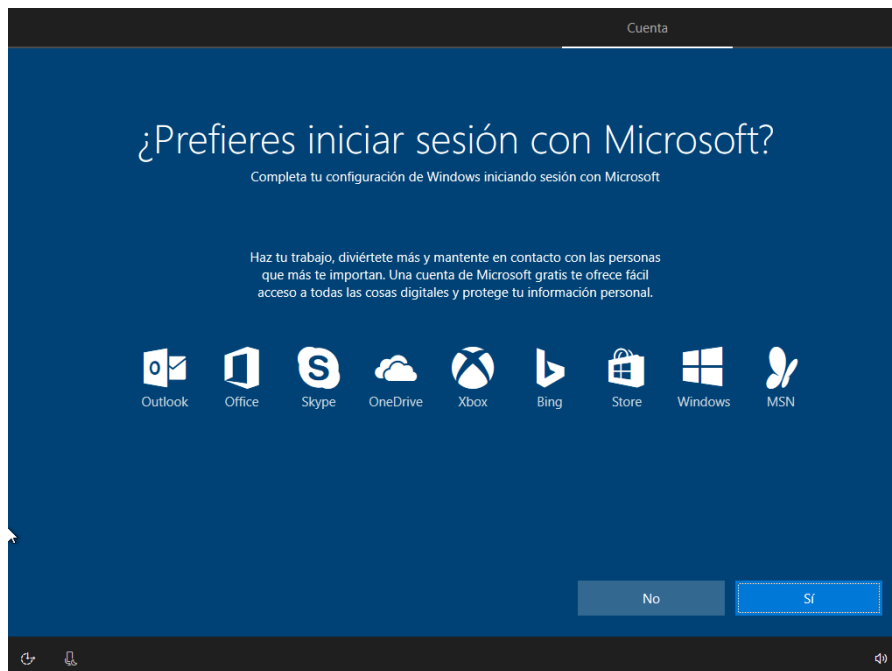 Cuenta
¿Prefieres iniciar sesión con Microsoft?
Completa tu configuración de Windows iniciando sesión con Microsoft
Haz tu trabajo, diviértete más y mantente en contacto con las personas
que más te importan. Una cuenta de Microsoft gratis te ofrece fácil
acceso a todas las cosas digitales y protege tu información personal.
Outlook Office Skype OneDrive Xbox Bing Store Windows MSN
No Sí